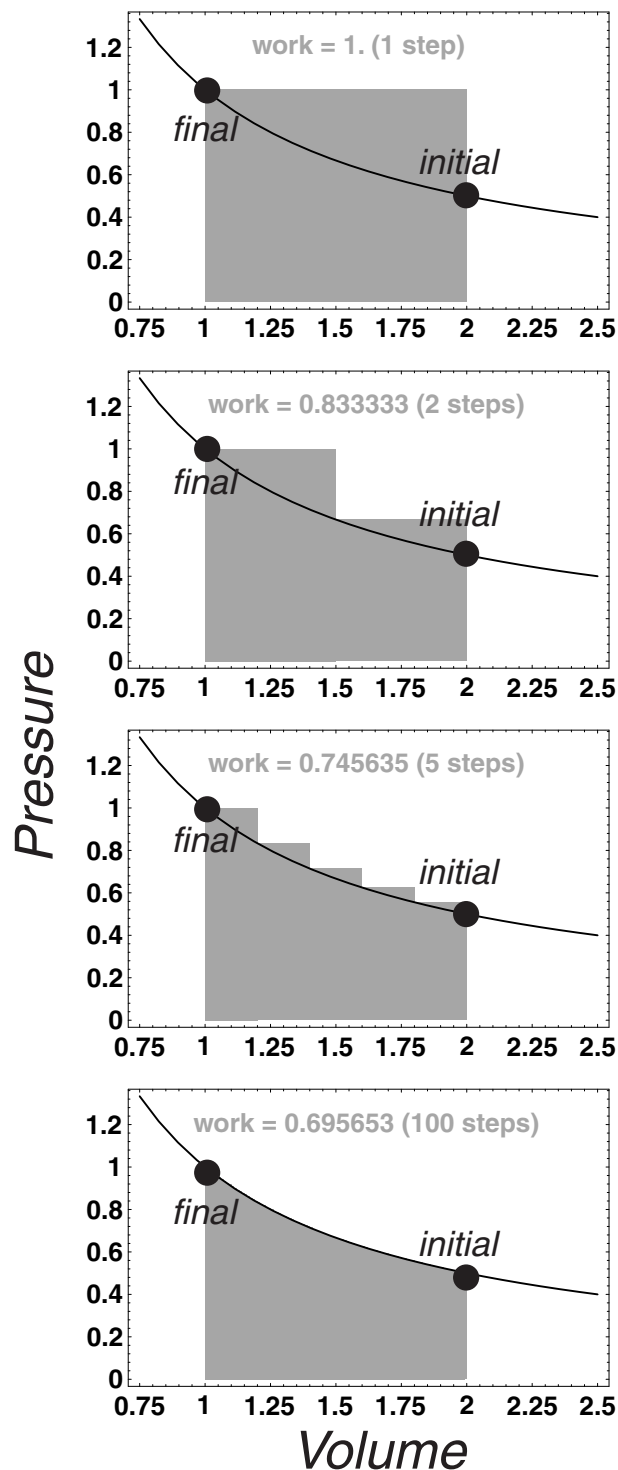 1.2
work = 1. (1 step)
1
final
0.8
initial
0.6
0.4
0.2
0
0.75 1 1.25 1.5 1.75 2 2.25 2.5
1.2
work = 0.833333 (2 steps)
1
final
0.8
initial
0.6
0.4
0.2
0
0.75 1 1.25 1.5 1.75 2 2.25 2.5
Pressure
1.2
work = 0.745635 (5 steps)
1
final
0.8
initial
0.6
0.4
0.2
0
0.75 1 1.25 1.5 1.75 2 2.25 2.5
1.2
work = 0.695653 (100 steps)
1
final
0.8
initial
0.6
0.4
0.2
0
0.75 1 1.25 1.5 1.75 2 2.25 2.5
Volume